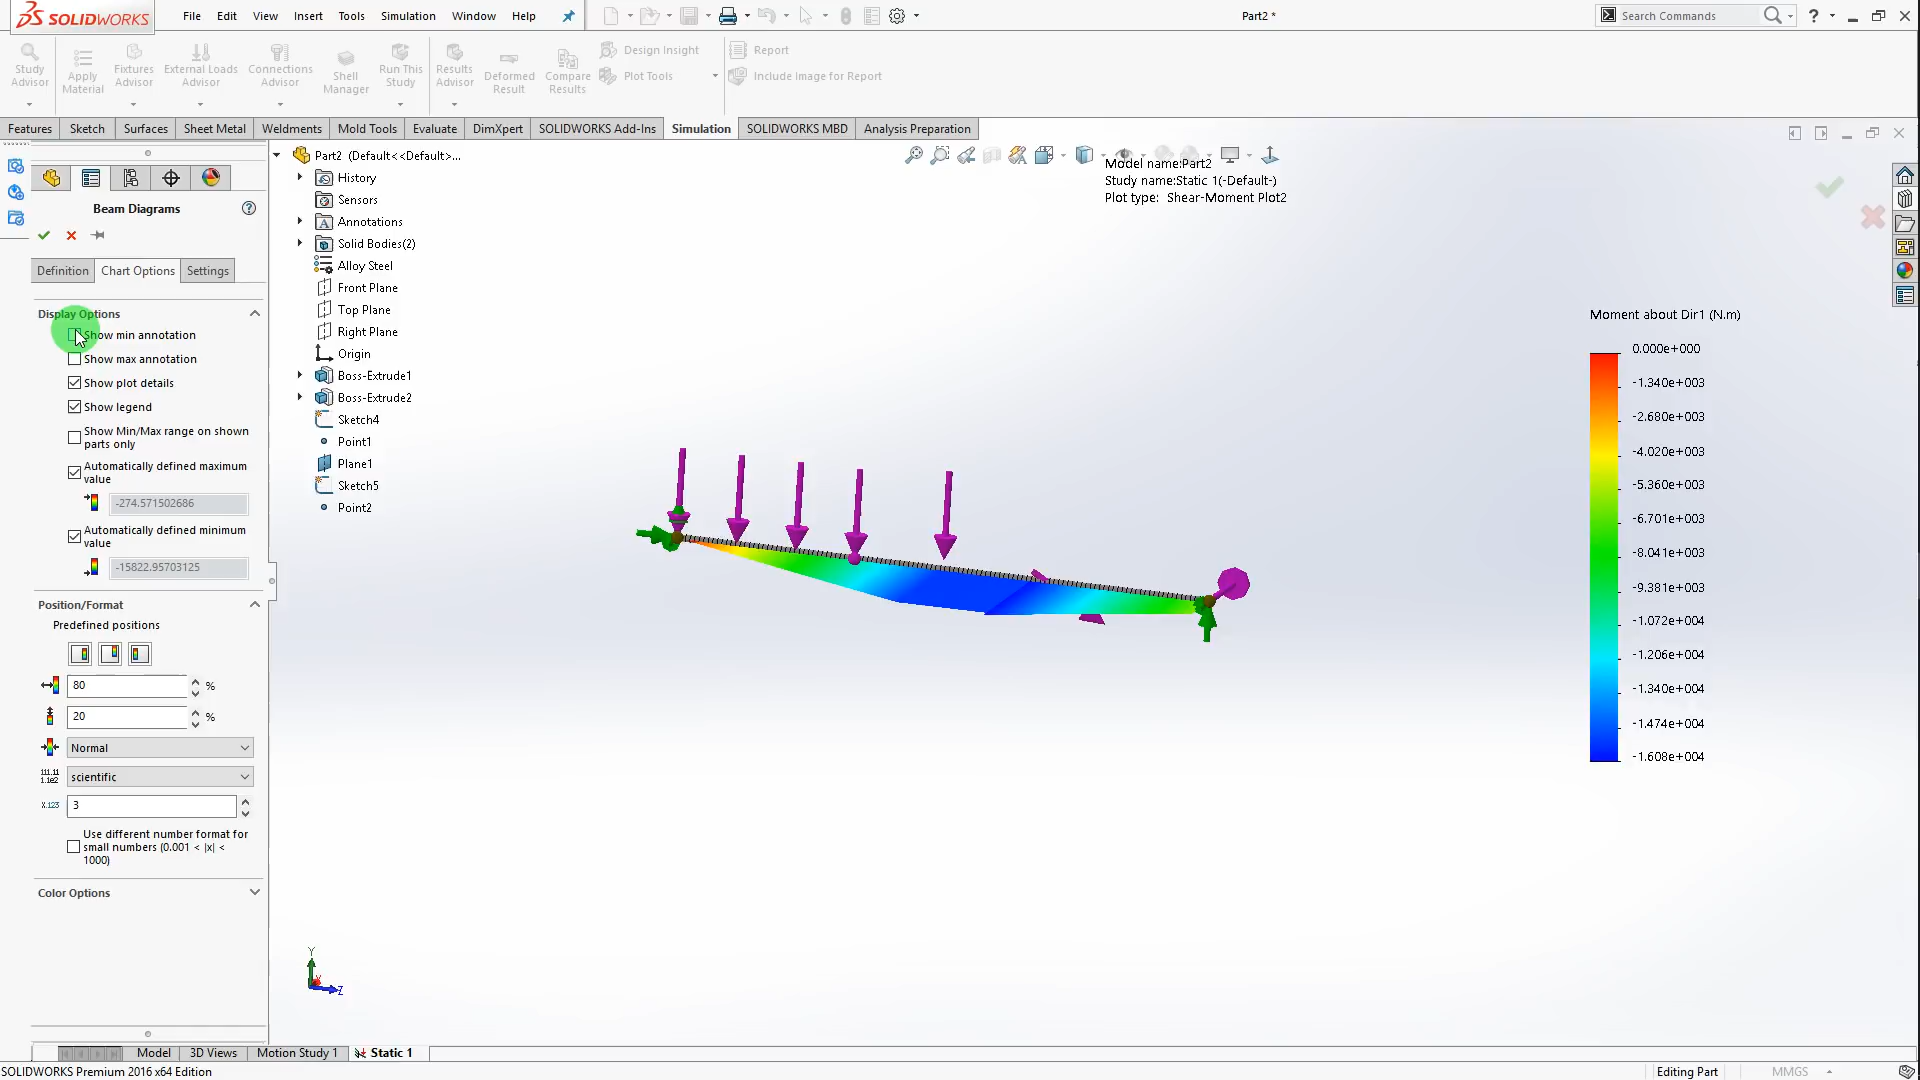 SOLIDWORKS
File Edit View Insert Tools Simulation Window Help
Part2 *
Search Commands
Study Advisor
Apply Material
Fixtures Advisor
External Loads Advisor
Connections Advisor
Shell Manager
Run This Study
Results Advisor
Deformed Result
Compare Results
Design Insight
Plot Tools
Report
Include Image for Report
Features Sketch Surfaces Sheet Metal Weldments Mold Tools Evaluate DimXpert SOLIDWORKS Add-Ins Simulation SOLIDWORKS MBD Analysis Preparation
Beam Diagrams
Definition Chart Options Settings
Display Options
Show min annotation
Show max annotation
Show plot details
Show legend
Show Min/Max range on shown
parts only
Automatically defined maximum
value
-274.571502686
Automatically defined minimum
value
-15822.95703125
Position/Format
Predefined positions
80 %
20 %
Normal
111.11
1.1e2
scientific
x.123
3
Use different number format for
small numbers (0.001 < |x| <
1000)
Color Options
Part2 (Default<<Default>...
History
Sensors
Annotations
Solid Bodies(2)
Alloy Steel
Front Plane
Top Plane
Right Plane
Origin
Boss-Extrude1
Boss-Extrude2
Sketch4
Point1
Plane1
Sketch5
Point2
Model name:Part2
Study name:Static 1(-Default-)
Plot type: Shear-Moment Plot2
Moment about Dir1 (N.m)
0.000e+000
-1.340e+003
-2.680e+003
-4.020e+003
-5.360e+003
-6.701e+003
-8.041e+003
-9.381e+003
-1.072e+004
-1.206e+004
-1.340e+004
-1.474e+004
-1.608e+004
Y
Z
Model 3D Views Motion Study 1 Static 1
SOLIDWORKS Premium 2016 x64 Edition
Editing Part
MMGS